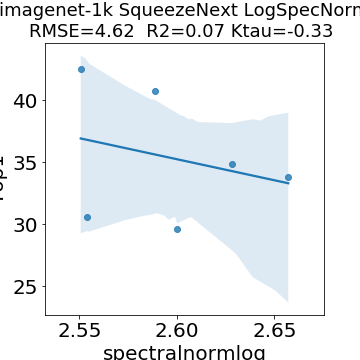 imagenet-1k SqueezeNext LogSpecNorm
RMSE=4.62 R2=0.07 Ktau=-0.33
40
35
30
25
2.55 2.60 2.65
spectralnormlog